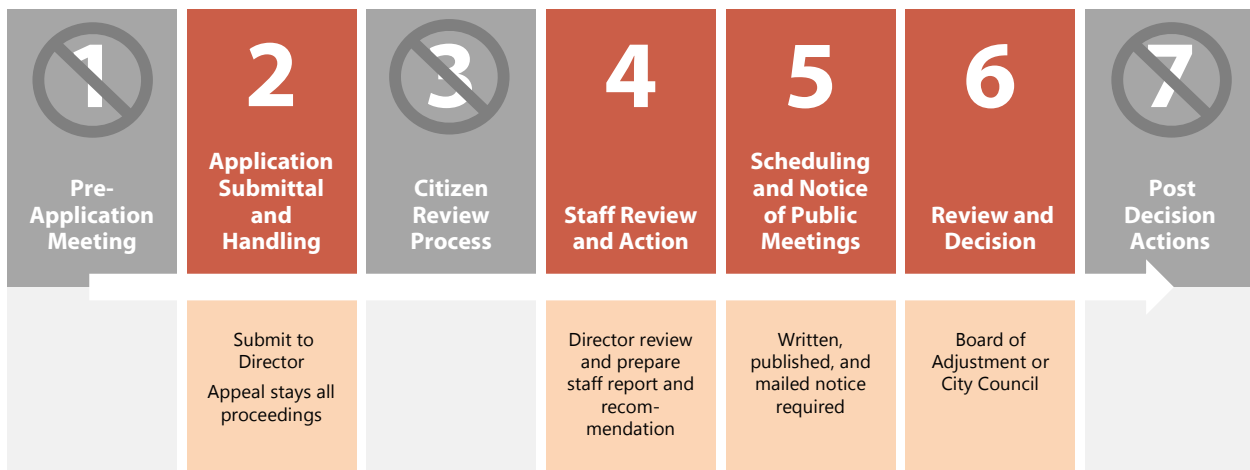 1
Pre-
Application
Meeting
2
Application
Submittal
and
Handling
Submit to
Director
Appeal stays all
proceedings
3
Citizen
Review
Process
4
Staff Review
and Action
Director review
and prepare
staff report and
recom-
mendation
5
Scheduling
and Notice
of Public
Meetings
Written,
published, and
mailed notice
required
6
Review and
Decision
Board of
Adjustment or
City Council
7
Post
Decision
Actions